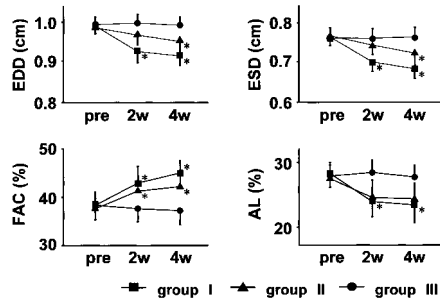 EDD (cm)
1.0
0.9
0.8
pre 2w 4w
* * *
ESD (cm)
0.8
0.7
0.6
pre 2w 4w
* * *
FAC (%)
50
40
30
pre 2w 4w
* * * *
AL (%)
30
20
pre 2w 4w
* *
group I group II group III